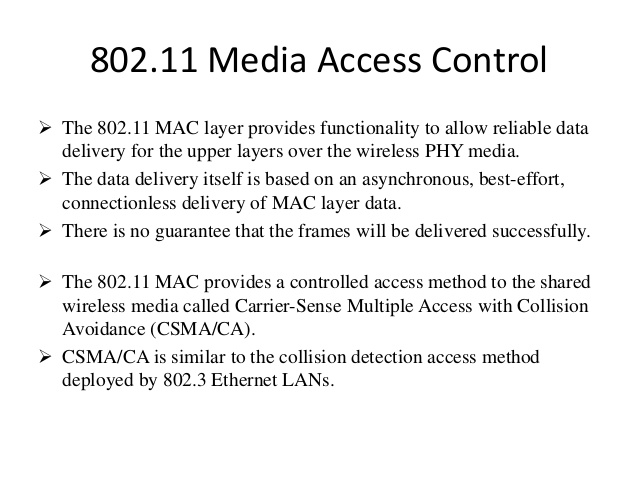 802.11 Media Access Control
➢ The 802.11 MAC layer provides functionality to allow reliable data
delivery for the upper layers over the wireless PHY media.
➢ The data delivery itself is based on an asynchronous, best-effort,
connectionless delivery of MAC layer data.
➢ There is no guarantee that the frames will be delivered successfully.
➢ The 802.11 MAC provides a controlled access method to the shared
wireless media called Carrier-Sense Multiple Access with Collision
Avoidance (CSMA/CA).
➢ CSMA/CA is similar to the collision detection access method
deployed by 802.3 Ethernet LANs.